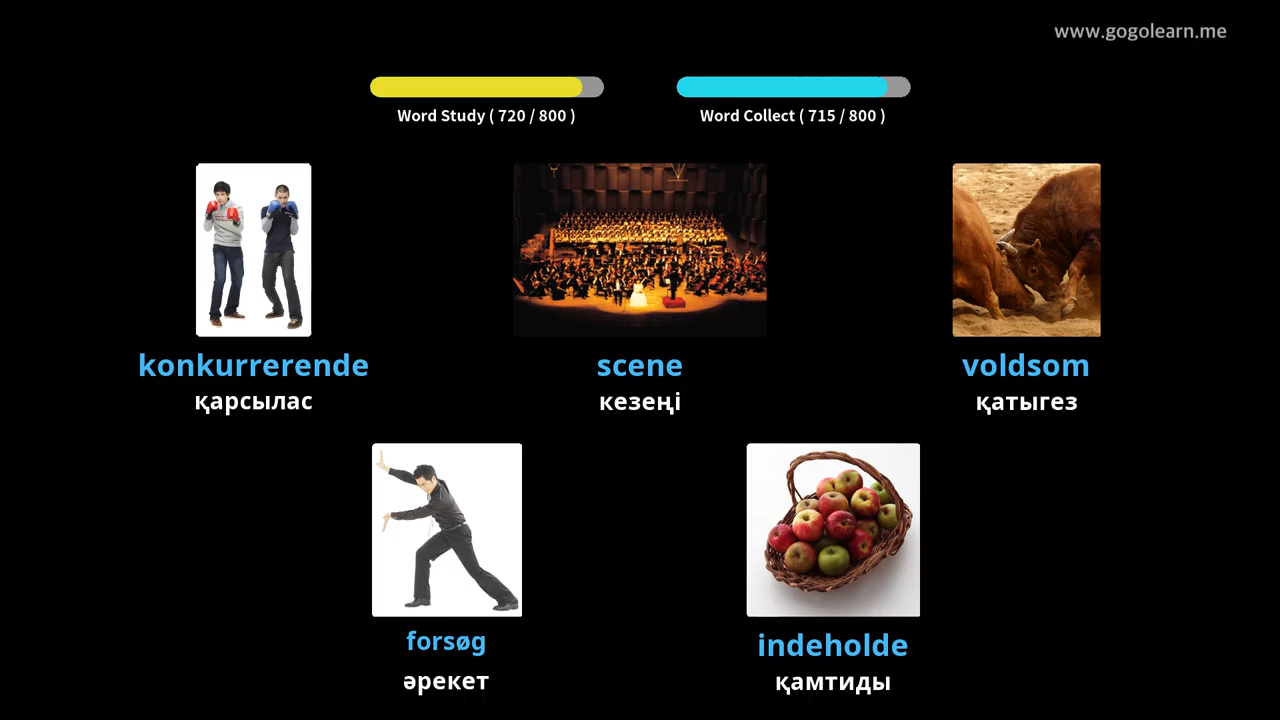 www.gogolearn.me
Word Study ( 720 / 800 )
Word Collect ( 715 / 800 )
konkurrerende
қарсылас
scene
кезеңі
voldsom
қатыгез
forsøg
әрекет
indeholde
қамтиды